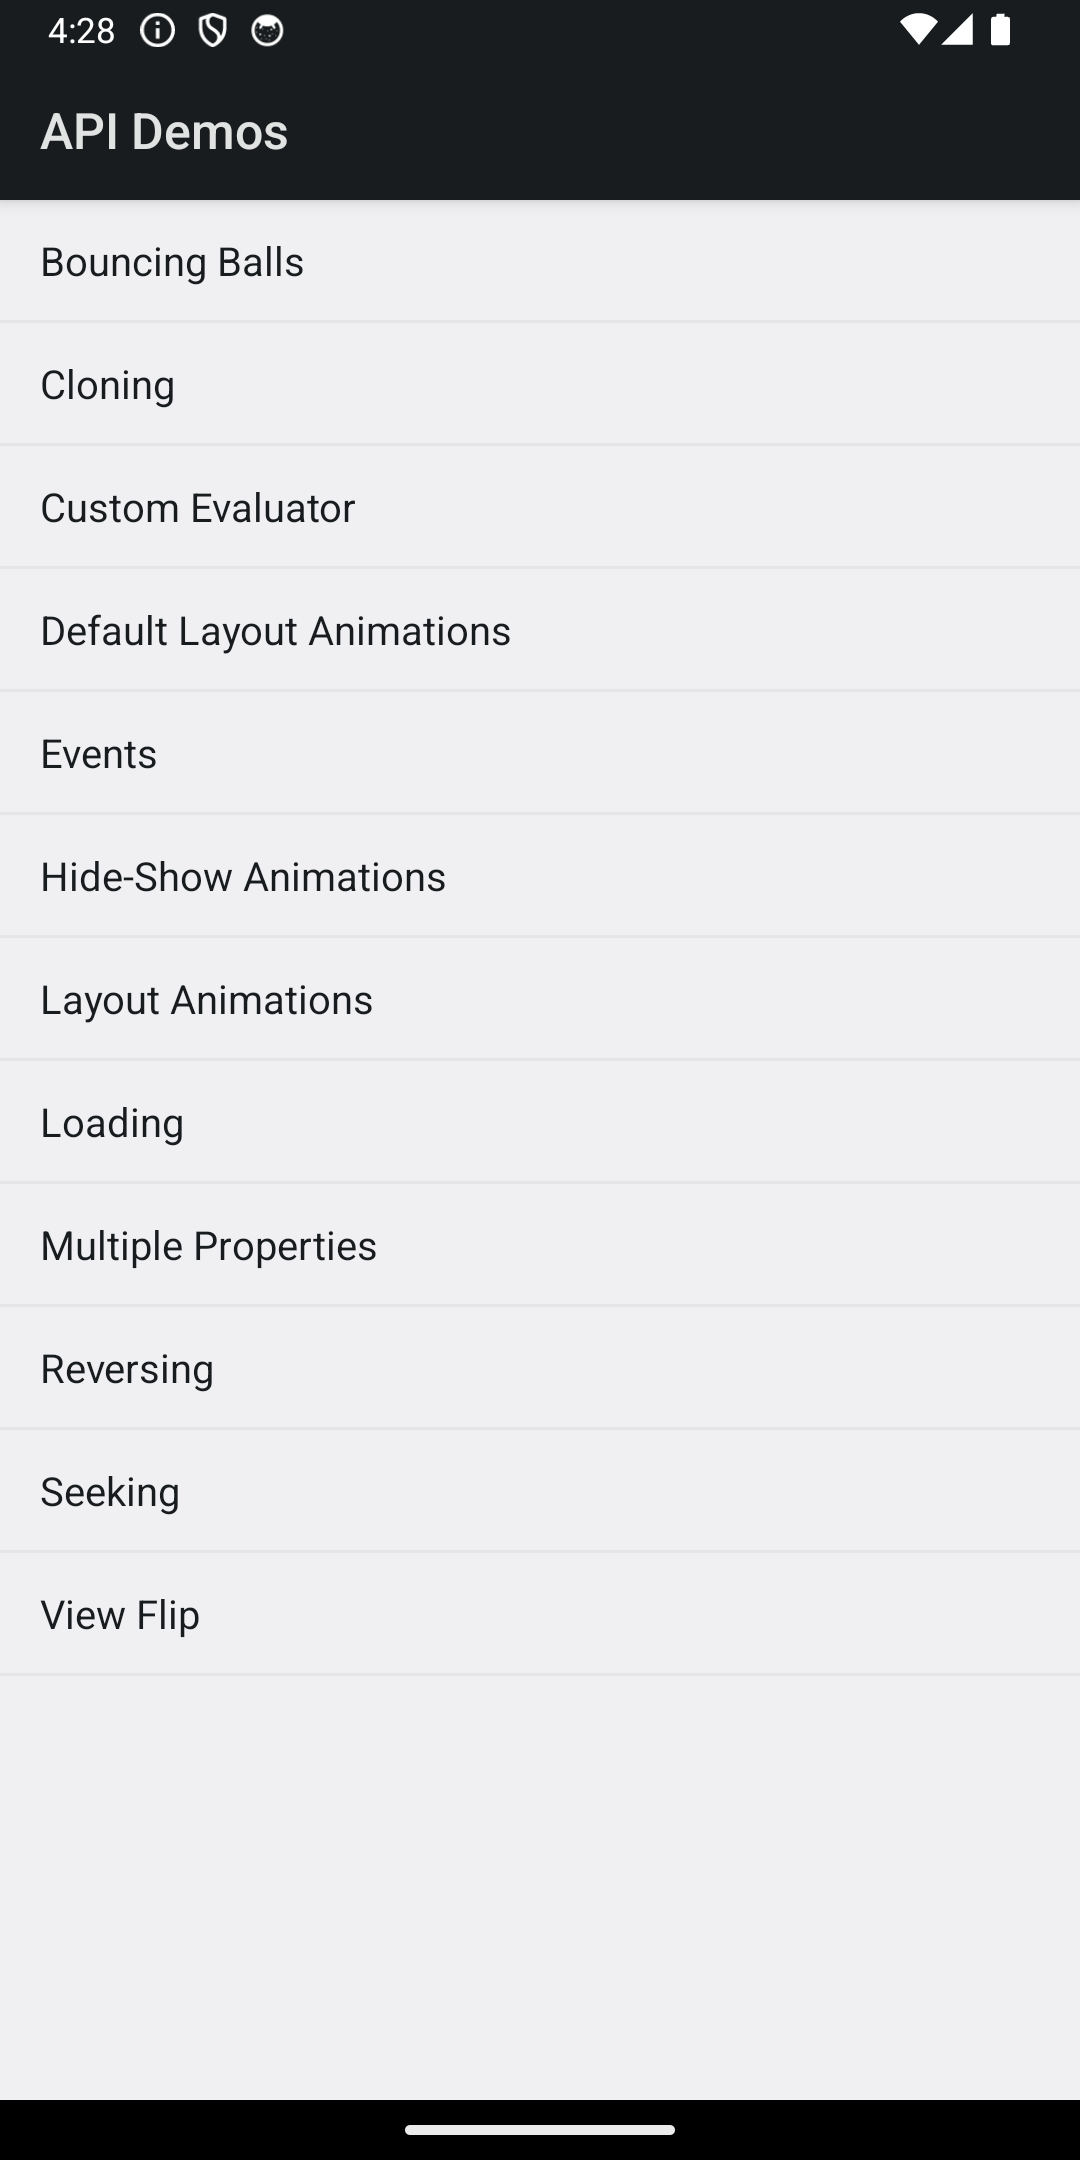 4:28
API Demos
Bouncing Balls
Cloning
Custom Evaluator
Default Layout Animations
Events
Hide-Show Animations
Layout Animations
Loading
Multiple Properties
Reversing
Seeking
View Flip